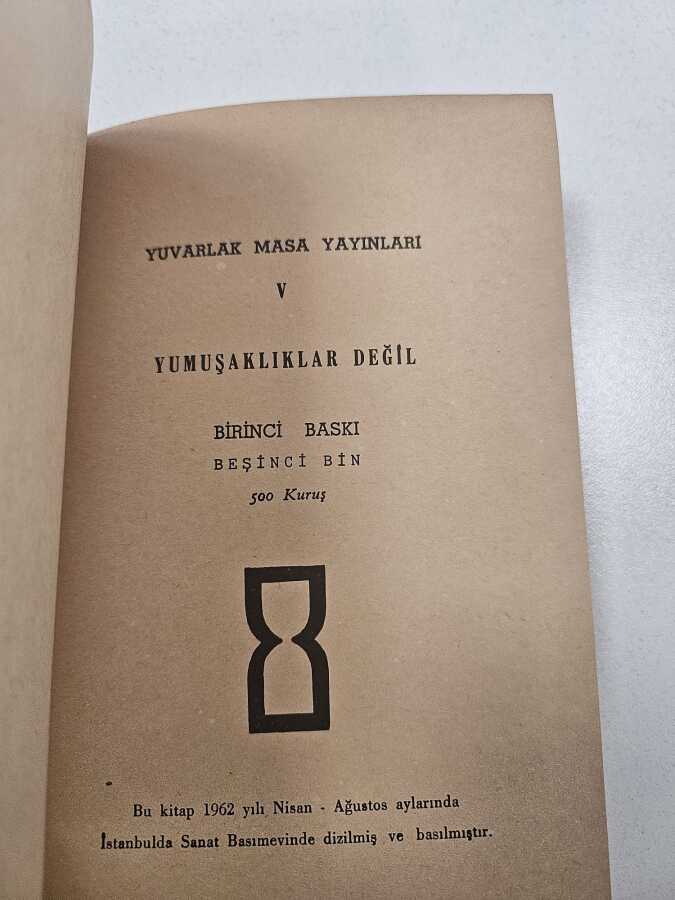 YUVARLAK MASA YAYINLARI
V
YUMUŞAKLIKLAR DEĞİL
BİRİNCİ BASKI
BEŞİNCİ BİN
500 Kuruş
Bu kitap 1962 yılı Nisan - Ağustos aylarında
İstanbulda Sanat Basımevinde dizilmiş ve basılmıştır.